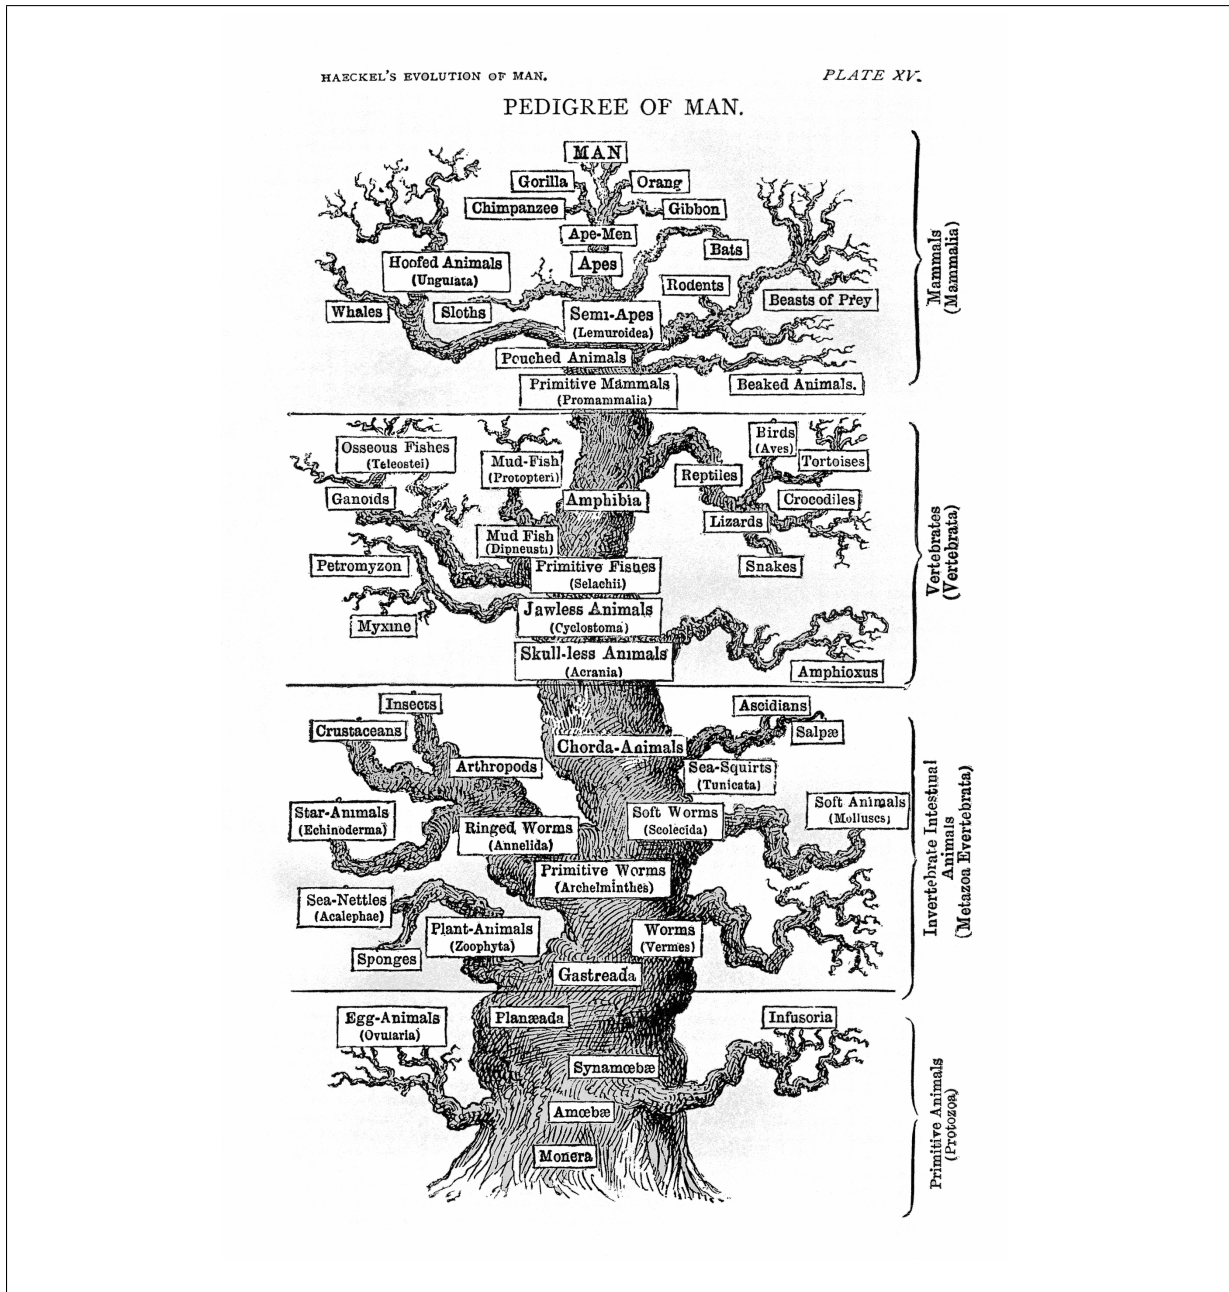 HAECKEL'S EVOLUTION OF MAN.
PLATE XV.
PEDIGREE OF MAN.
MAN
Gorilla
Orang
Chimpanzee
Gibbon
Ape-Men
Bats
Apes
Hoofed Animals
(Ungulata)
Rodents
Beasts of Prey
Whales
Sloths
Semi-Apes
(Lemuroidea)
Pouched Animals
Primitive Mammals
(Promammalia)
Beaked Animals.
Mammals
(Mammalia)
Osseous Fishes
(Teleostei)
Mud-Fish
(Protopteri)
Birds
(Aves)
Tortoises
Reptiles
Ganoids
Amphibia
Crocodiles
Lizards
Mud Fish
(Dipneusti)
Petromyzon
Primitive Fishes
(Selachii)
Snakes
Jawless Animals
(Cyclostoma)
Myxine
Skull-less Animals
(Acrania)
Amphioxus
Vertebrates
(Vertebrata)
Insects
Ascidians
Crustaceans
Salpæ
Chorda-Animals
Arthropods
Sea-Squirts
(Tunicata)
Star-Animals
(Echinoderma)
Soft Worms
(Scolecida)
Soft Animals
(Molluscs)
Ringed Worms
(Annelida)
Primitive Worms
(Archelminthes)
Sea-Nettles
(Acalephae)
Plant-Animals
(Zoophyta)
Worms
(Vermes)
Sponges
Gastreada
Invertebrate Intestinal
Animals
(Metazoa Evertebrata)
Egg-Animals
(Ovularia)
Planæada
Infusoria
Synamœbæ
Amœbæ
Monera
Primitive Animals
(Protozoa)